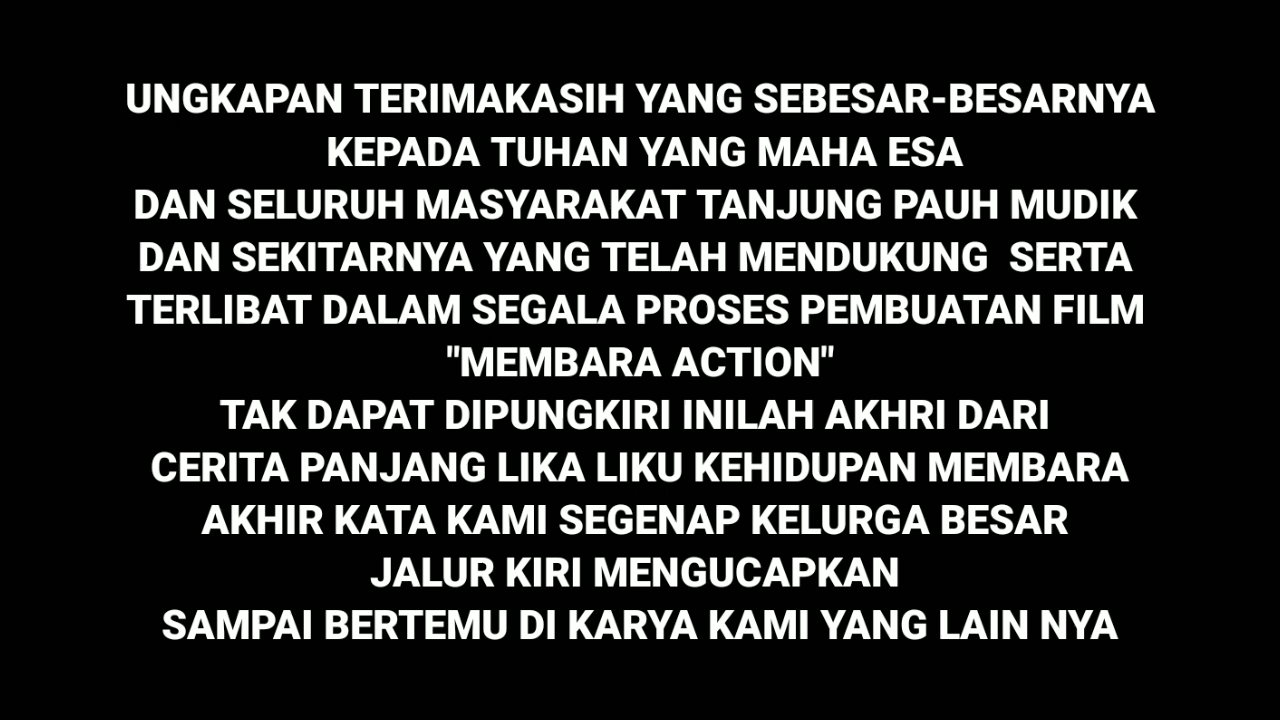 UNGKAPAN TERIMAKASIH YANG SEBESAR-BESARNYA
KEPADA TUHAN YANG MAHA ESA
DAN SELURUH MASYARAKAT TANJUNG PAUH MUDIK
DAN SEKITARNYA YANG TELAH MENDUKUNG  SERTA
TERLIBAT DALAM SEGALA PROSES PEMBUATAN FILM
"MEMBARA ACTION"
TAK DAPAT DIPUNGKIRI INILAH AKHRI DARI
CERITA PANJANG LIKA LIKU KEHIDUPAN MEMBARA
AKHIR KATA KAMI SEGENAP KELURGA BESAR
JALUR KIRI MENGUCAPKAN
SAMPAI BERTEMU DI KARYA KAMI YANG LAIN NYA